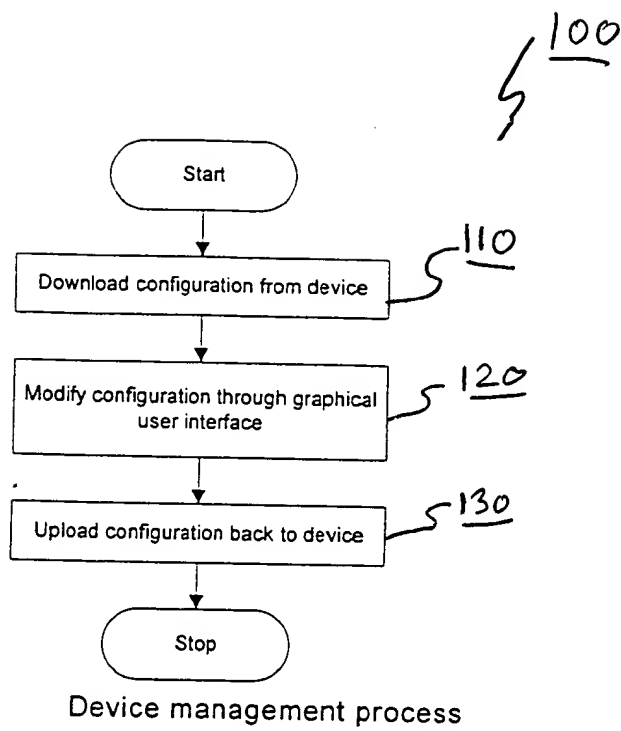 100
Start
110
Download configuration from device
120
Modify configuration through graphical
user interface
130
Upload configuration back to device
Stop
Device management process